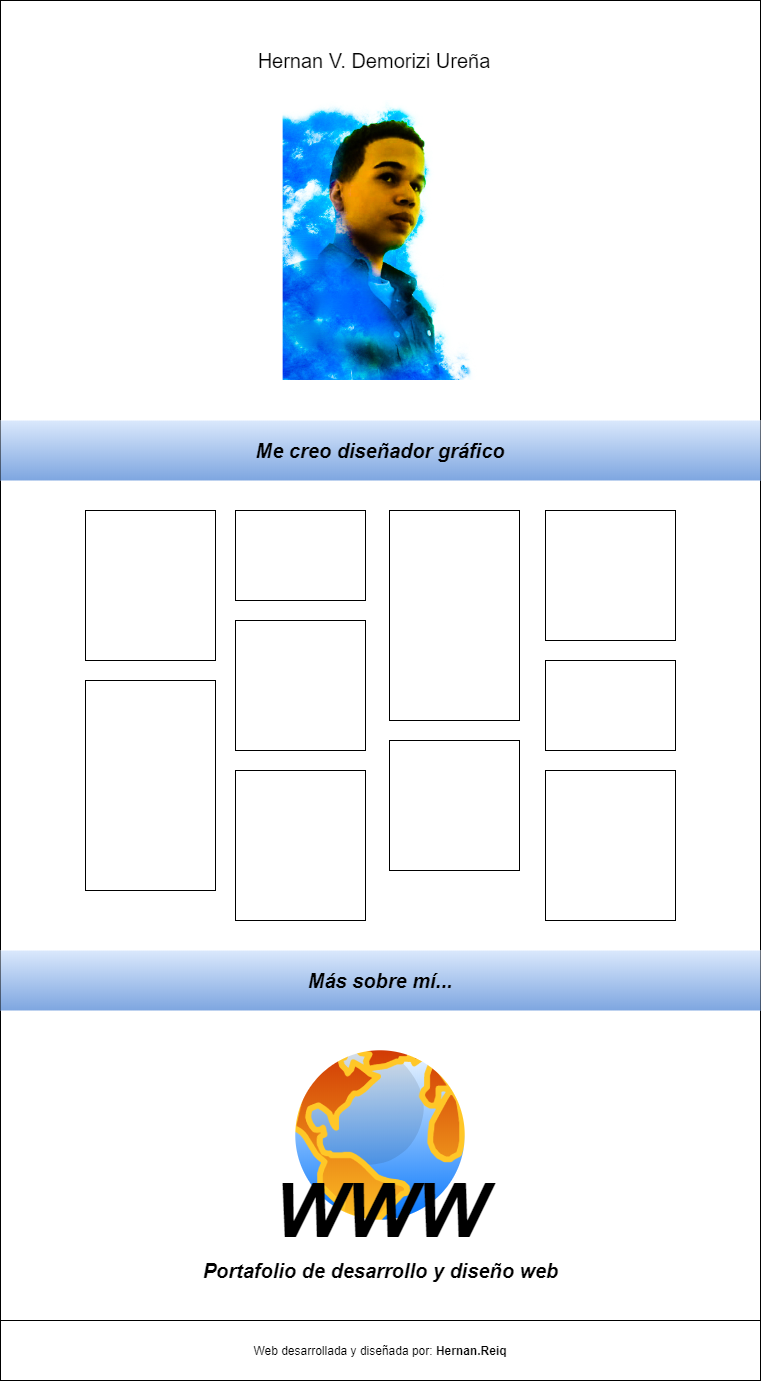 Hernan V. Demorizi Ureña
Me creo diseñador gráfico
Más sobre mí...
WWW
Portafolio de desarrollo y diseño web
Web desarrollada y diseñada por: Hernan.Reiq